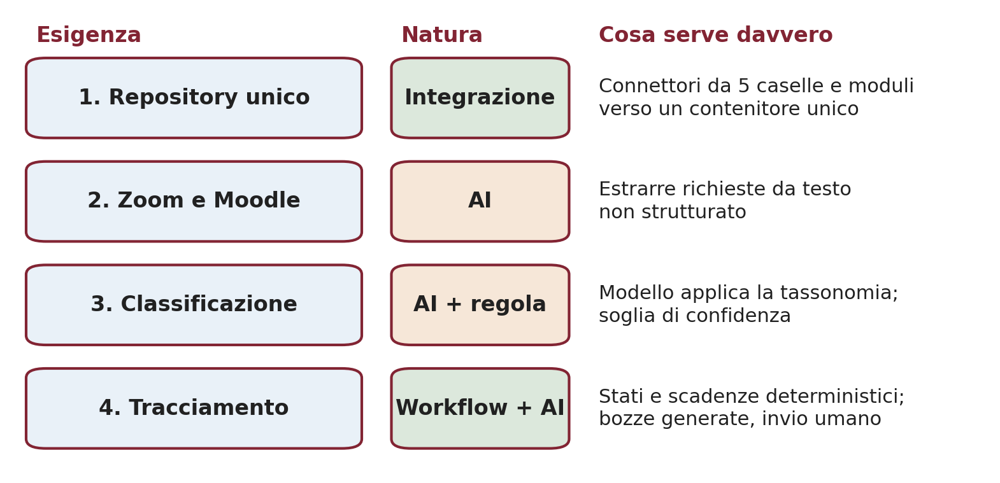 Esigenza
Natura
Cosa serve davvero
1. Repository unico
Integrazione
Connettori da 5 caselle e moduli
verso un contenitore unico
2. Zoom e Moodle
AI
Estrarre richieste da testo
non strutturato
3. Classificazione
AI + regola
Modello applica la tassonomia;
soglia di confidenza
4. Tracciamento
Workflow + AI
Stati e scadenze deterministici;
bozze generate, invio umano